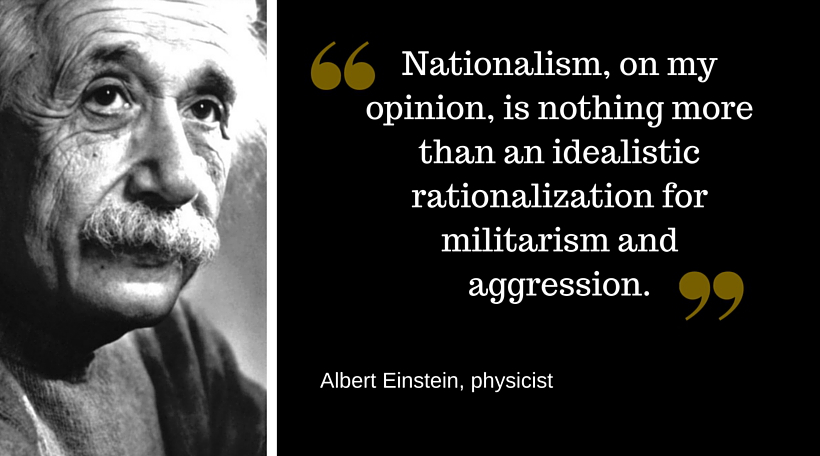 “ Nationalism, on my
opinion, is nothing more
than an idealistic
rationalization for
militarism and
aggression. ”
Albert Einstein, physicist